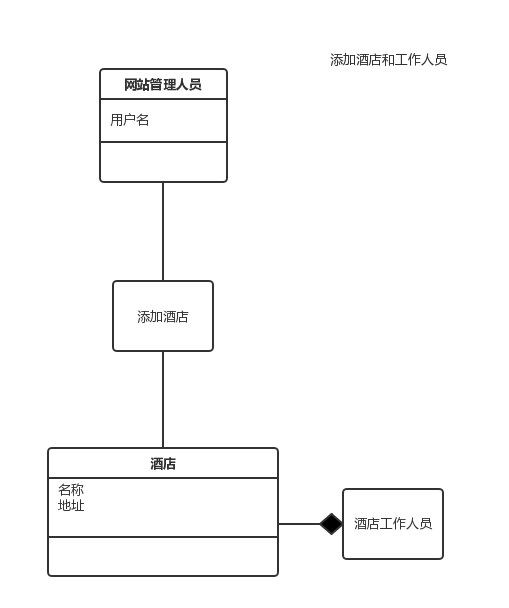 添加酒店和工作人员
网站管理人员
用户名
添加酒店
酒店
名称
地址
酒店工作人员